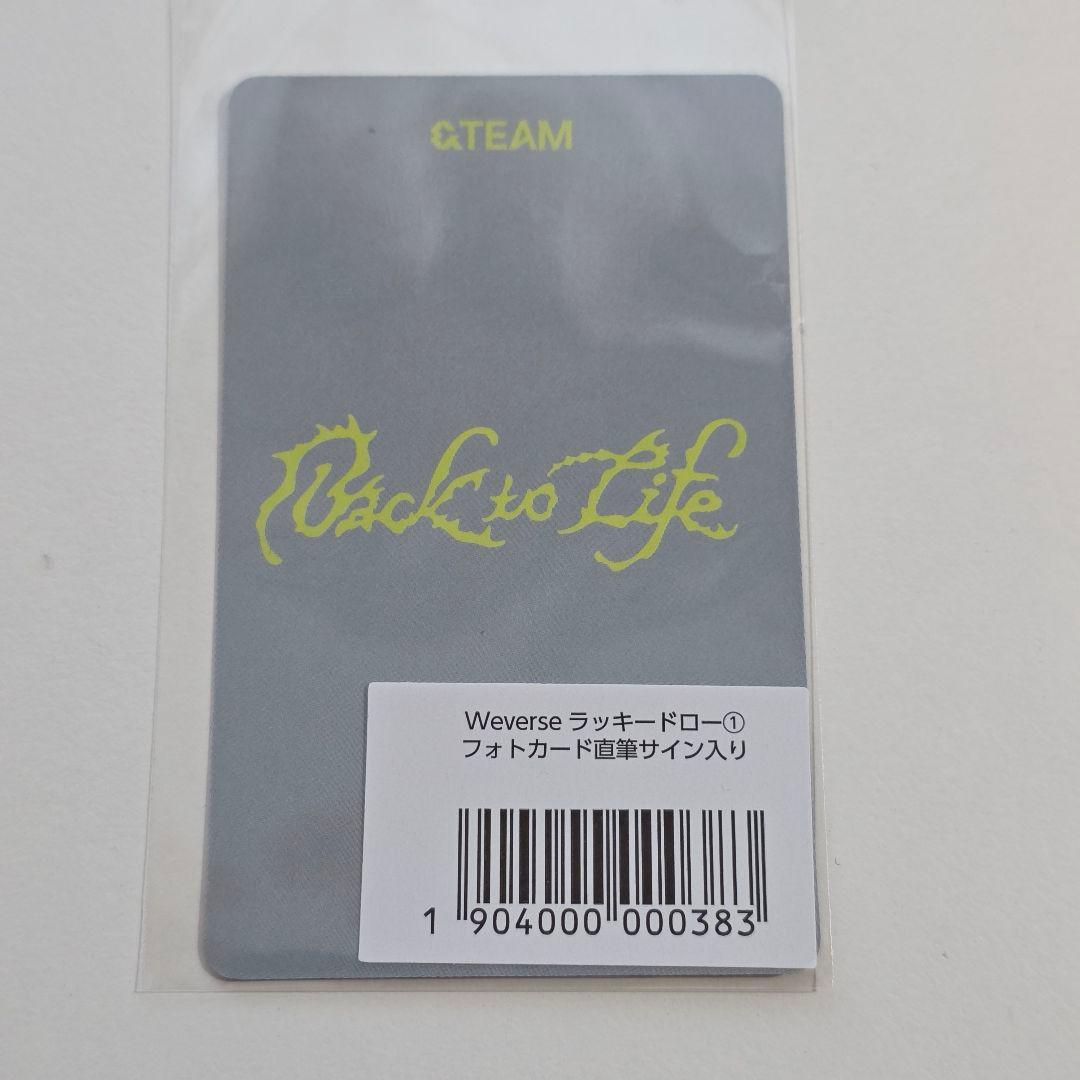 &TEAM
Back to Life
Weverse ラッキードロー①
フォトカード直筆サイン入り
1 904000 000383